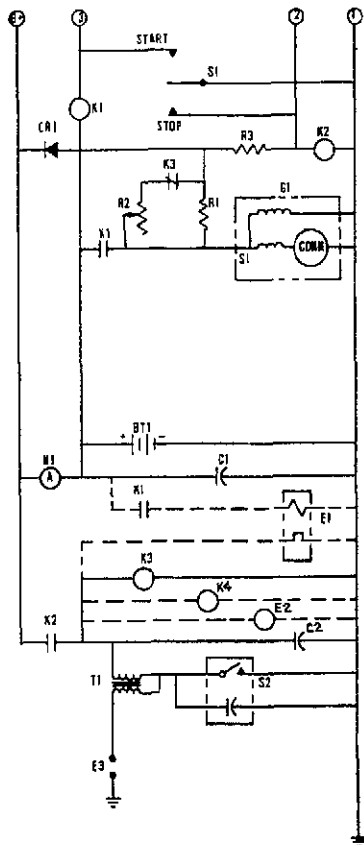 3 2 1
START
S1
K1
STOP
CR1 R3 K2
K3 G1
R2 R1
K1 S1 COMM
BT1
+ -
M1 A C1
K1 E1
K3
K4
E2
K2 C2
T1 S2
E3